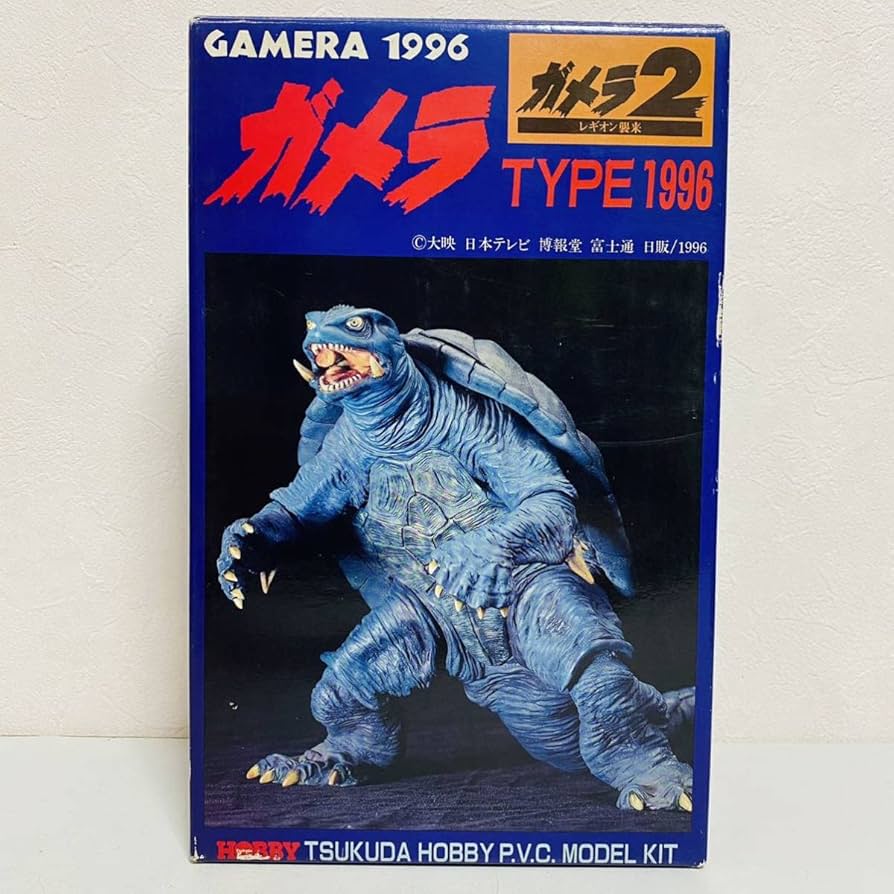 GAMERA 1996
ガメラ2
レギオン襲来
ガメラ
TYPE 1996
©大映 日本テレビ 博報堂 富士通 日販/1996
HOBBY TSUKUDA HOBBY P.V.C. MODEL KIT